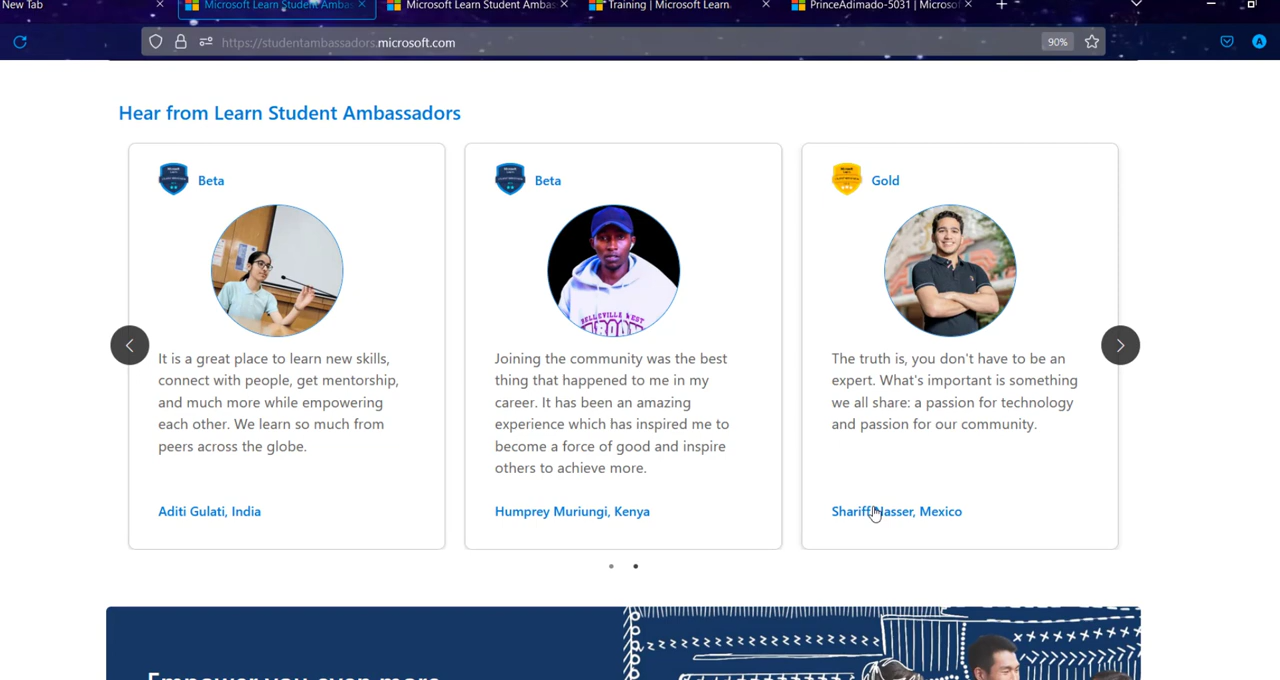 New Tab
Microsoft Learn Student Ambas
Microsoft Learn Student Ambas
Training | Microsoft Learn
PrinceAdimado-5031 | Microsof
https://studentambassadors.microsoft.com
90%
A
Hear from Learn Student Ambassadors
Beta
It is a great place to learn new skills,
connect with people, get mentorship,
and much more while empowering
each other. We learn so much from
peers across the globe.
Aditi Gulati, India
Beta
BELLEVILLE WEST
Joining the community was the best
thing that happened to me in my
career. It has been an amazing
experience which has inspired me to
become a force of good and inspire
others to achieve more.
Humprey Muriungi, Kenya
Gold
The truth is, you don't have to be an
expert. What's important is something
we all share: a passion for technology
and passion for our community.
Shariff Nasser, Mexico
Empower you even more